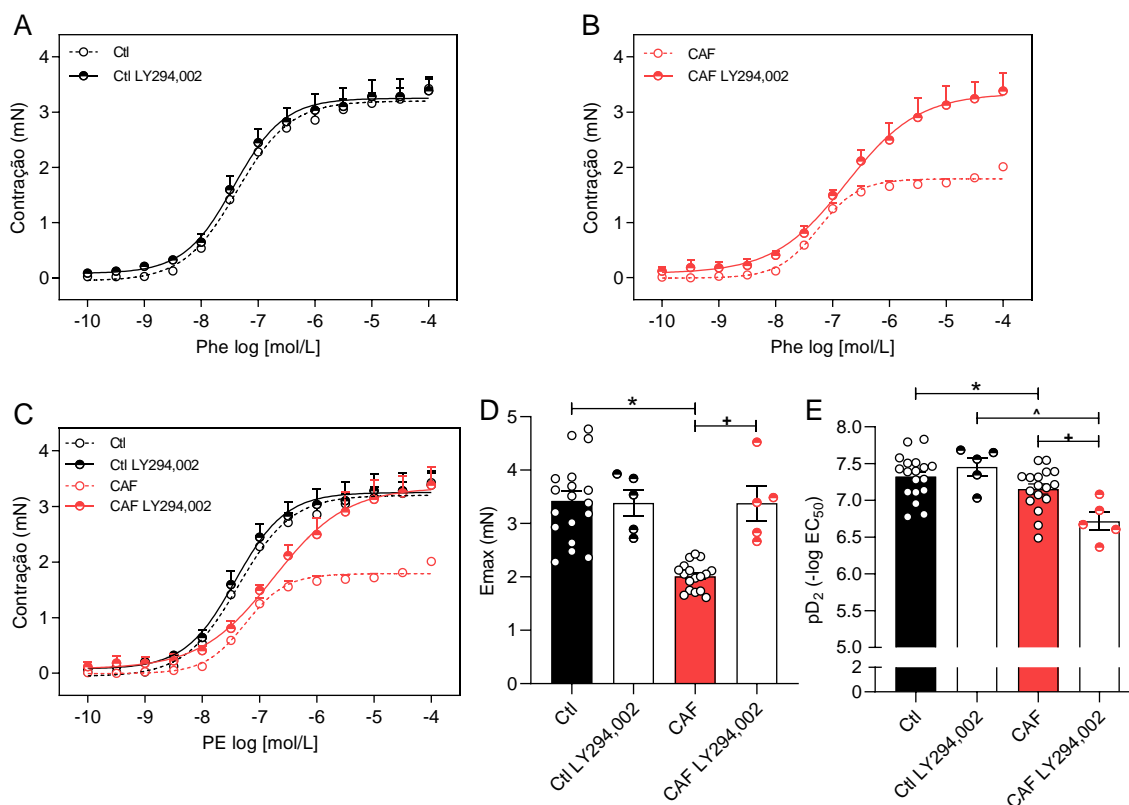 A
Ctl
Ctl LY294,002
Contração (mN)
4
3
2
1
0
-10 -9 -8 -7 -6 -5 -4
Phe log [mol/L]
B
CAF
CAF LY294,002
Contração (mN)
4
3
2
1
0
-10 -9 -8 -7 -6 -5 -4
Phe log [mol/L]
C
Ctl
Ctl LY294,002
CAF
CAF LY294,002
Contração (mN)
4
3
2
1
0
-10 -9 -8 -7 -6 -5 -4
PE log [mol/L]
D
*
+
Emax (mN)
5
4
3
2
1
0
Ctl
Ctl LY294,002
CAF
CAF LY294,002
E
*
^
+
pD2 (-log EC50)
8.0
7.5
7.0
6.5
6.0
5.5
5.0
2
0
Ctl
Ctl LY294,002
CAF
CAF LY294,002